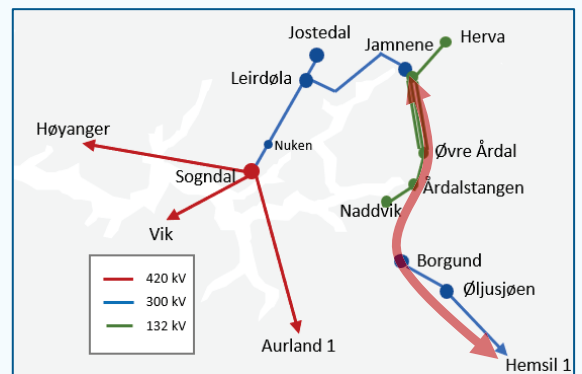 Jostedal
Jamnene
Herva
Leirdøla
Høyanger
Nuken
Øvre Årdal
Sogndal
Årdalstangen
Naddvik
Vik
Borgund
Øljusjøen
420 kV
300 kV
132 kV
Aurland 1
Hemsil 1